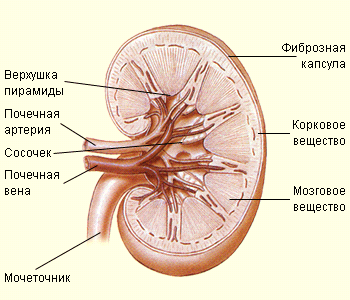 Верхушка
пирамиды
Почечная
артерия
Сосочек
Почечная
вена
Мочеточник
Фиброзная
капсула
Корковое
вещество
Мозговое
вещество